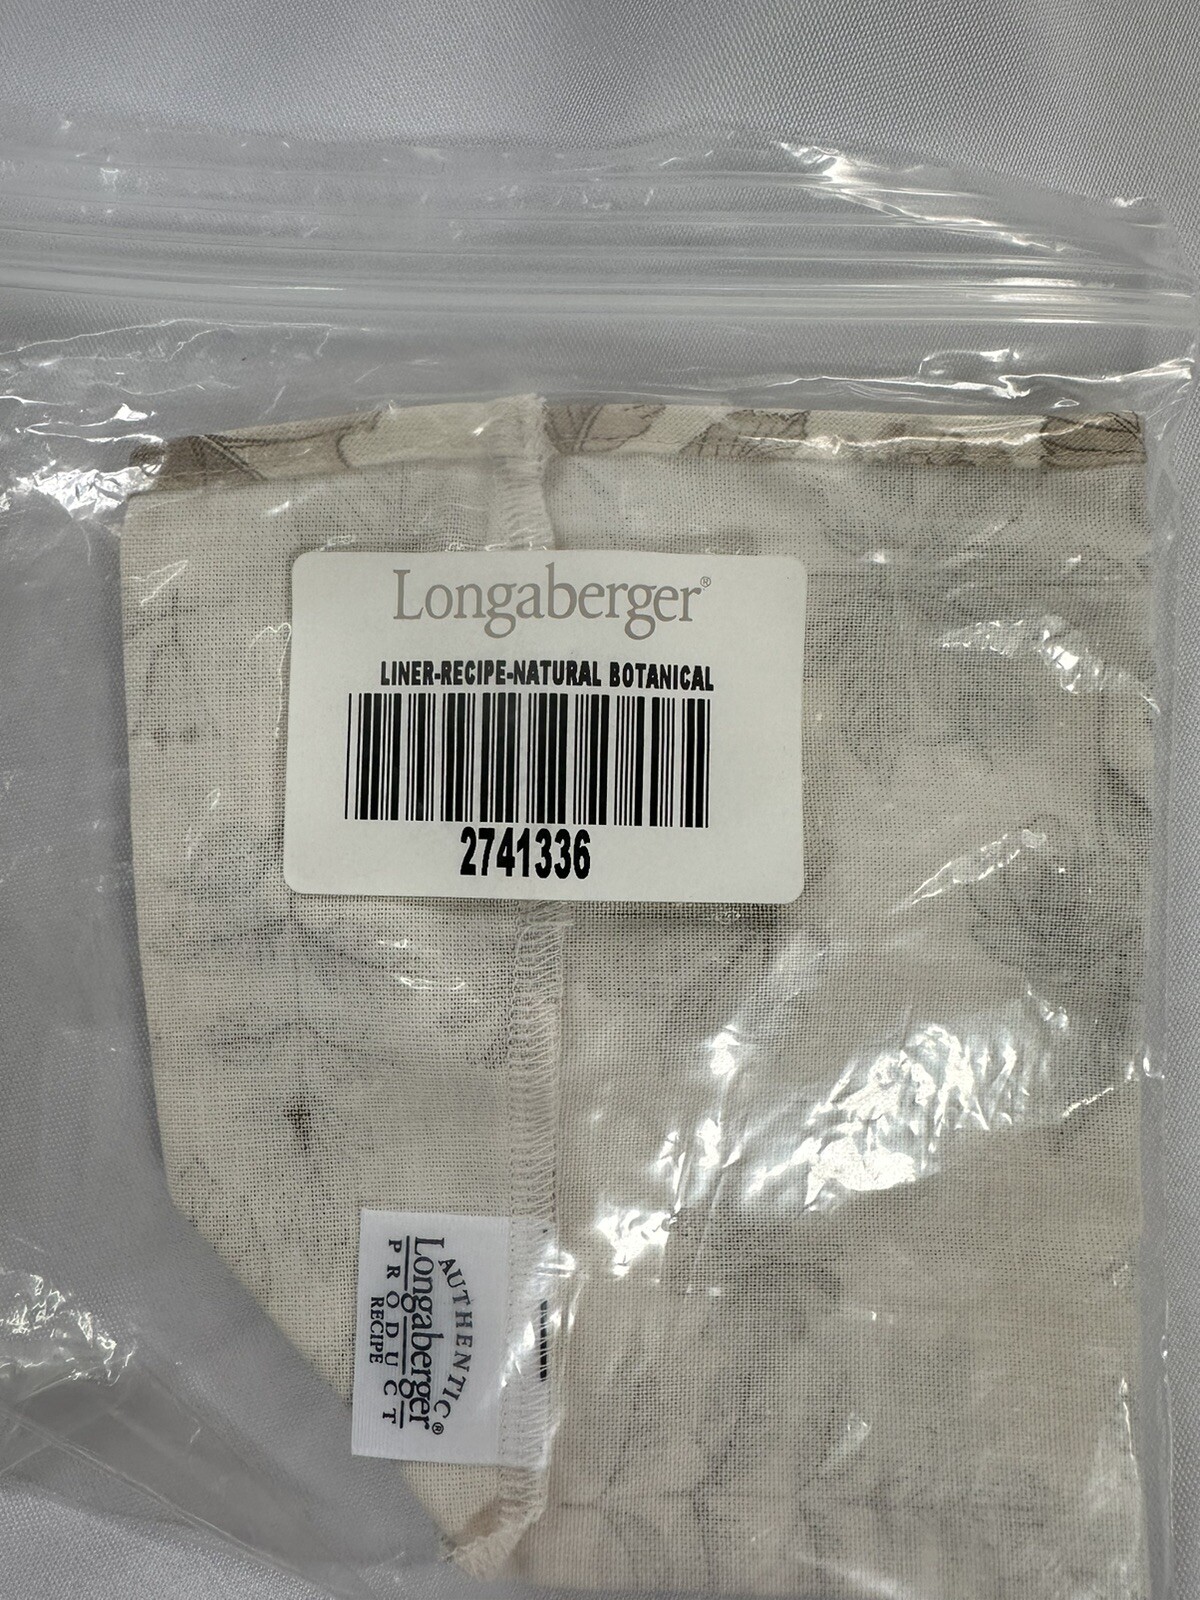 Longaberger®
LINER-RECIPE-NATURAL BOTANICAL
2741336
AUTHENTIC
Longaberger®
PRODUCT
RECIPE